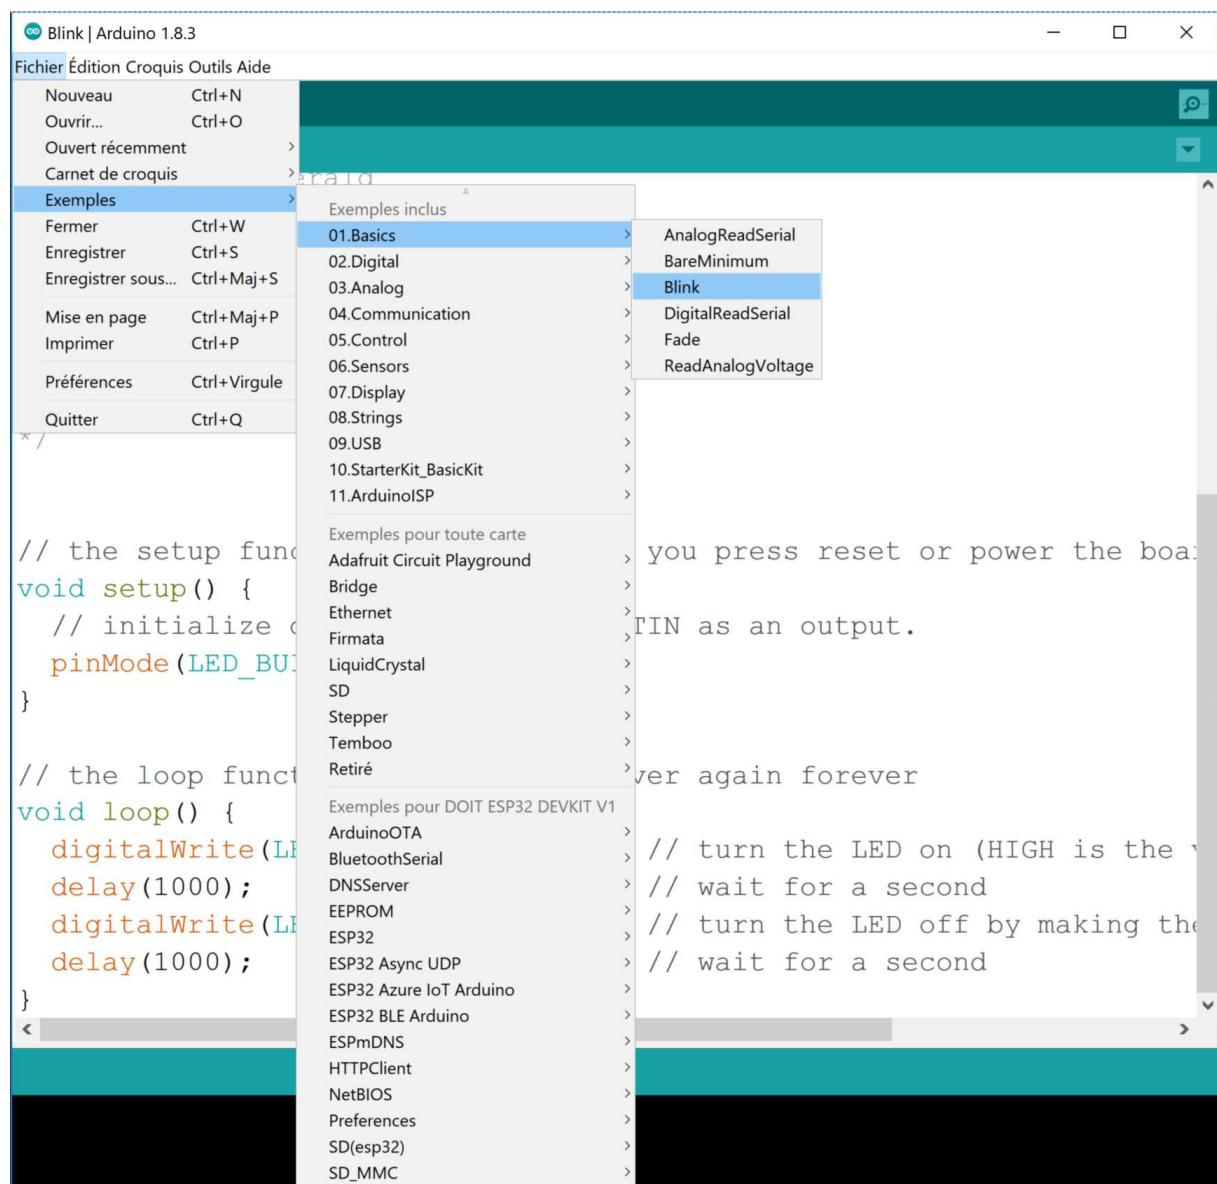 Blink | Arduino 1.8.3
Fichier Édition Croquis Outils Aide
Nouveau Ctrl+N
Ouvrir... Ctrl+O
Ouvert récemment
Carnet de croquis
Exemples
Fermer Ctrl+W
Enregistrer Ctrl+S
Enregistrer sous... Ctrl+Maj+S
Mise en page Ctrl+Maj+P
Imprimer Ctrl+P
Préférences Ctrl+Virgule
Quitter Ctrl+Q
Exemples inclus
01.Basics
02.Digital
03.Analog
04.Communication
05.Control
06.Sensors
07.Display
08.Strings
09.USB
10.StarterKit_BasicKit
11.ArduinoISP
Exemples pour toute carte
Adafruit Circuit Playground
Bridge
Ethernet
Firmata
LiquidCrystal
SD
Stepper
Temboo
Retiré
Exemples pour DOIT ESP32 DEVKIT V1
ArduinoOTA
BluetoothSerial
DNSServer
EEPROM
ESP32
ESP32 Async UDP
ESP32 Azure IoT Arduino
ESP32 BLE Arduino
ESPmDNS
HTTPClient
NetBIOS
Preferences
SD(esp32)
SD_MMC
AnalogReadSerial
BareMinimum
Blink
DigitalReadSerial
Fade
ReadAnalogVoltage
erald
*/
// the setup func you press reset or power the boa
void setup() {
// initialize TIN as an output.
pinMode(LED_BUI
}
// the loop funct ver again forever
void loop() {
digitalWrite(LE // turn the LED on (HIGH is the
delay(1000); // wait for a second
digitalWrite(LE // turn the LED off by making the
delay(1000); // wait for a second
}